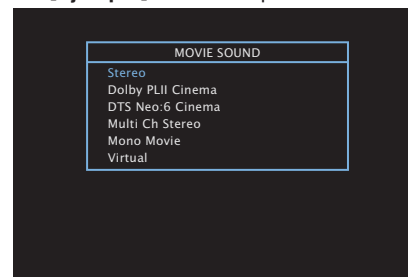 MOVIE SOUND
Stereo
Dolby PLII Cinema
DTS Neo:6 Cinema
Multi Ch Stereo
Mono Movie
Virtual